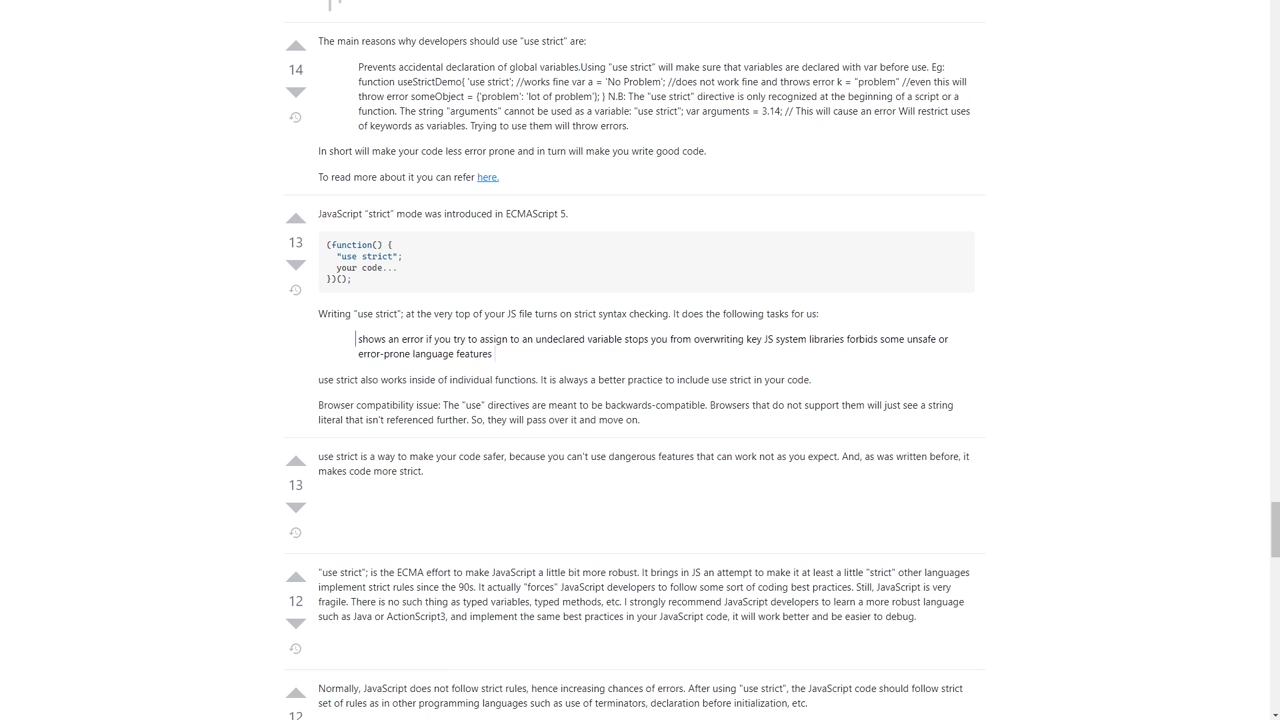 The main reasons why developers should use "use strict" are:
14
Prevents accidental declaration of global variables.Using "use strict" will make sure that variables are declared with var before use. Eg:
function useStrictDemo{ 'use strict'; //works fine var a = 'No Problem'; //does not work fine and throws error k = "problem" //even this will
throw error someObject = {'problem': 'lot of problem'}; } N.B: The "use strict" directive is only recognized at the beginning of a script or a
function. The string "arguments" cannot be used as a variable: "use strict"; var arguments = 3.14; // This will cause an error Will restrict uses
of keywords as variables. Trying to use them will throw errors.
In short will make your code less error prone and in turn will make you write good code.
To read more about it you can refer here.
JavaScript "strict" mode was introduced in ECMAScript 5.
13
(function() {
"use strict";
your code...
})();
Writing "use strict"; at the very top of your JS file turns on strict syntax checking. It does the following tasks for us:
shows an error if you try to assign to an undeclared variable stops you from overwriting key JS system libraries forbids some unsafe or
error-prone language features
use strict also works inside of individual functions. It is always a better practice to include use strict in your code.
Browser compatibility issue: The "use" directives are meant to be backwards-compatible. Browsers that do not support them will just see a string
literal that isn't referenced further. So, they will pass over it and move on.
use strict is a way to make your code safer, because you can't use dangerous features that can work not as you expect. And, as was written before, it
makes code more strict.
13
"use strict"; is the ECMA effort to make JavaScript a little bit more robust. It brings in JS an attempt to make it at least a little "strict" other languages
implement strict rules since the 90s. It actually "forces" JavaScript developers to follow some sort of coding best practices. Still, JavaScript is very
fragile. There is no such thing as typed variables, typed methods, etc. I strongly recommend JavaScript developers to learn a more robust language
such as Java or ActionScript3, and implement the same best practices in your JavaScript code, it will work better and be easier to debug.
12
Normally, JavaScript does not follow strict rules, hence increasing chances of errors. After using "use strict", the JavaScript code should follow strict
set of rules as in other programming languages such as use of terminators, declaration before initialization, etc.
12